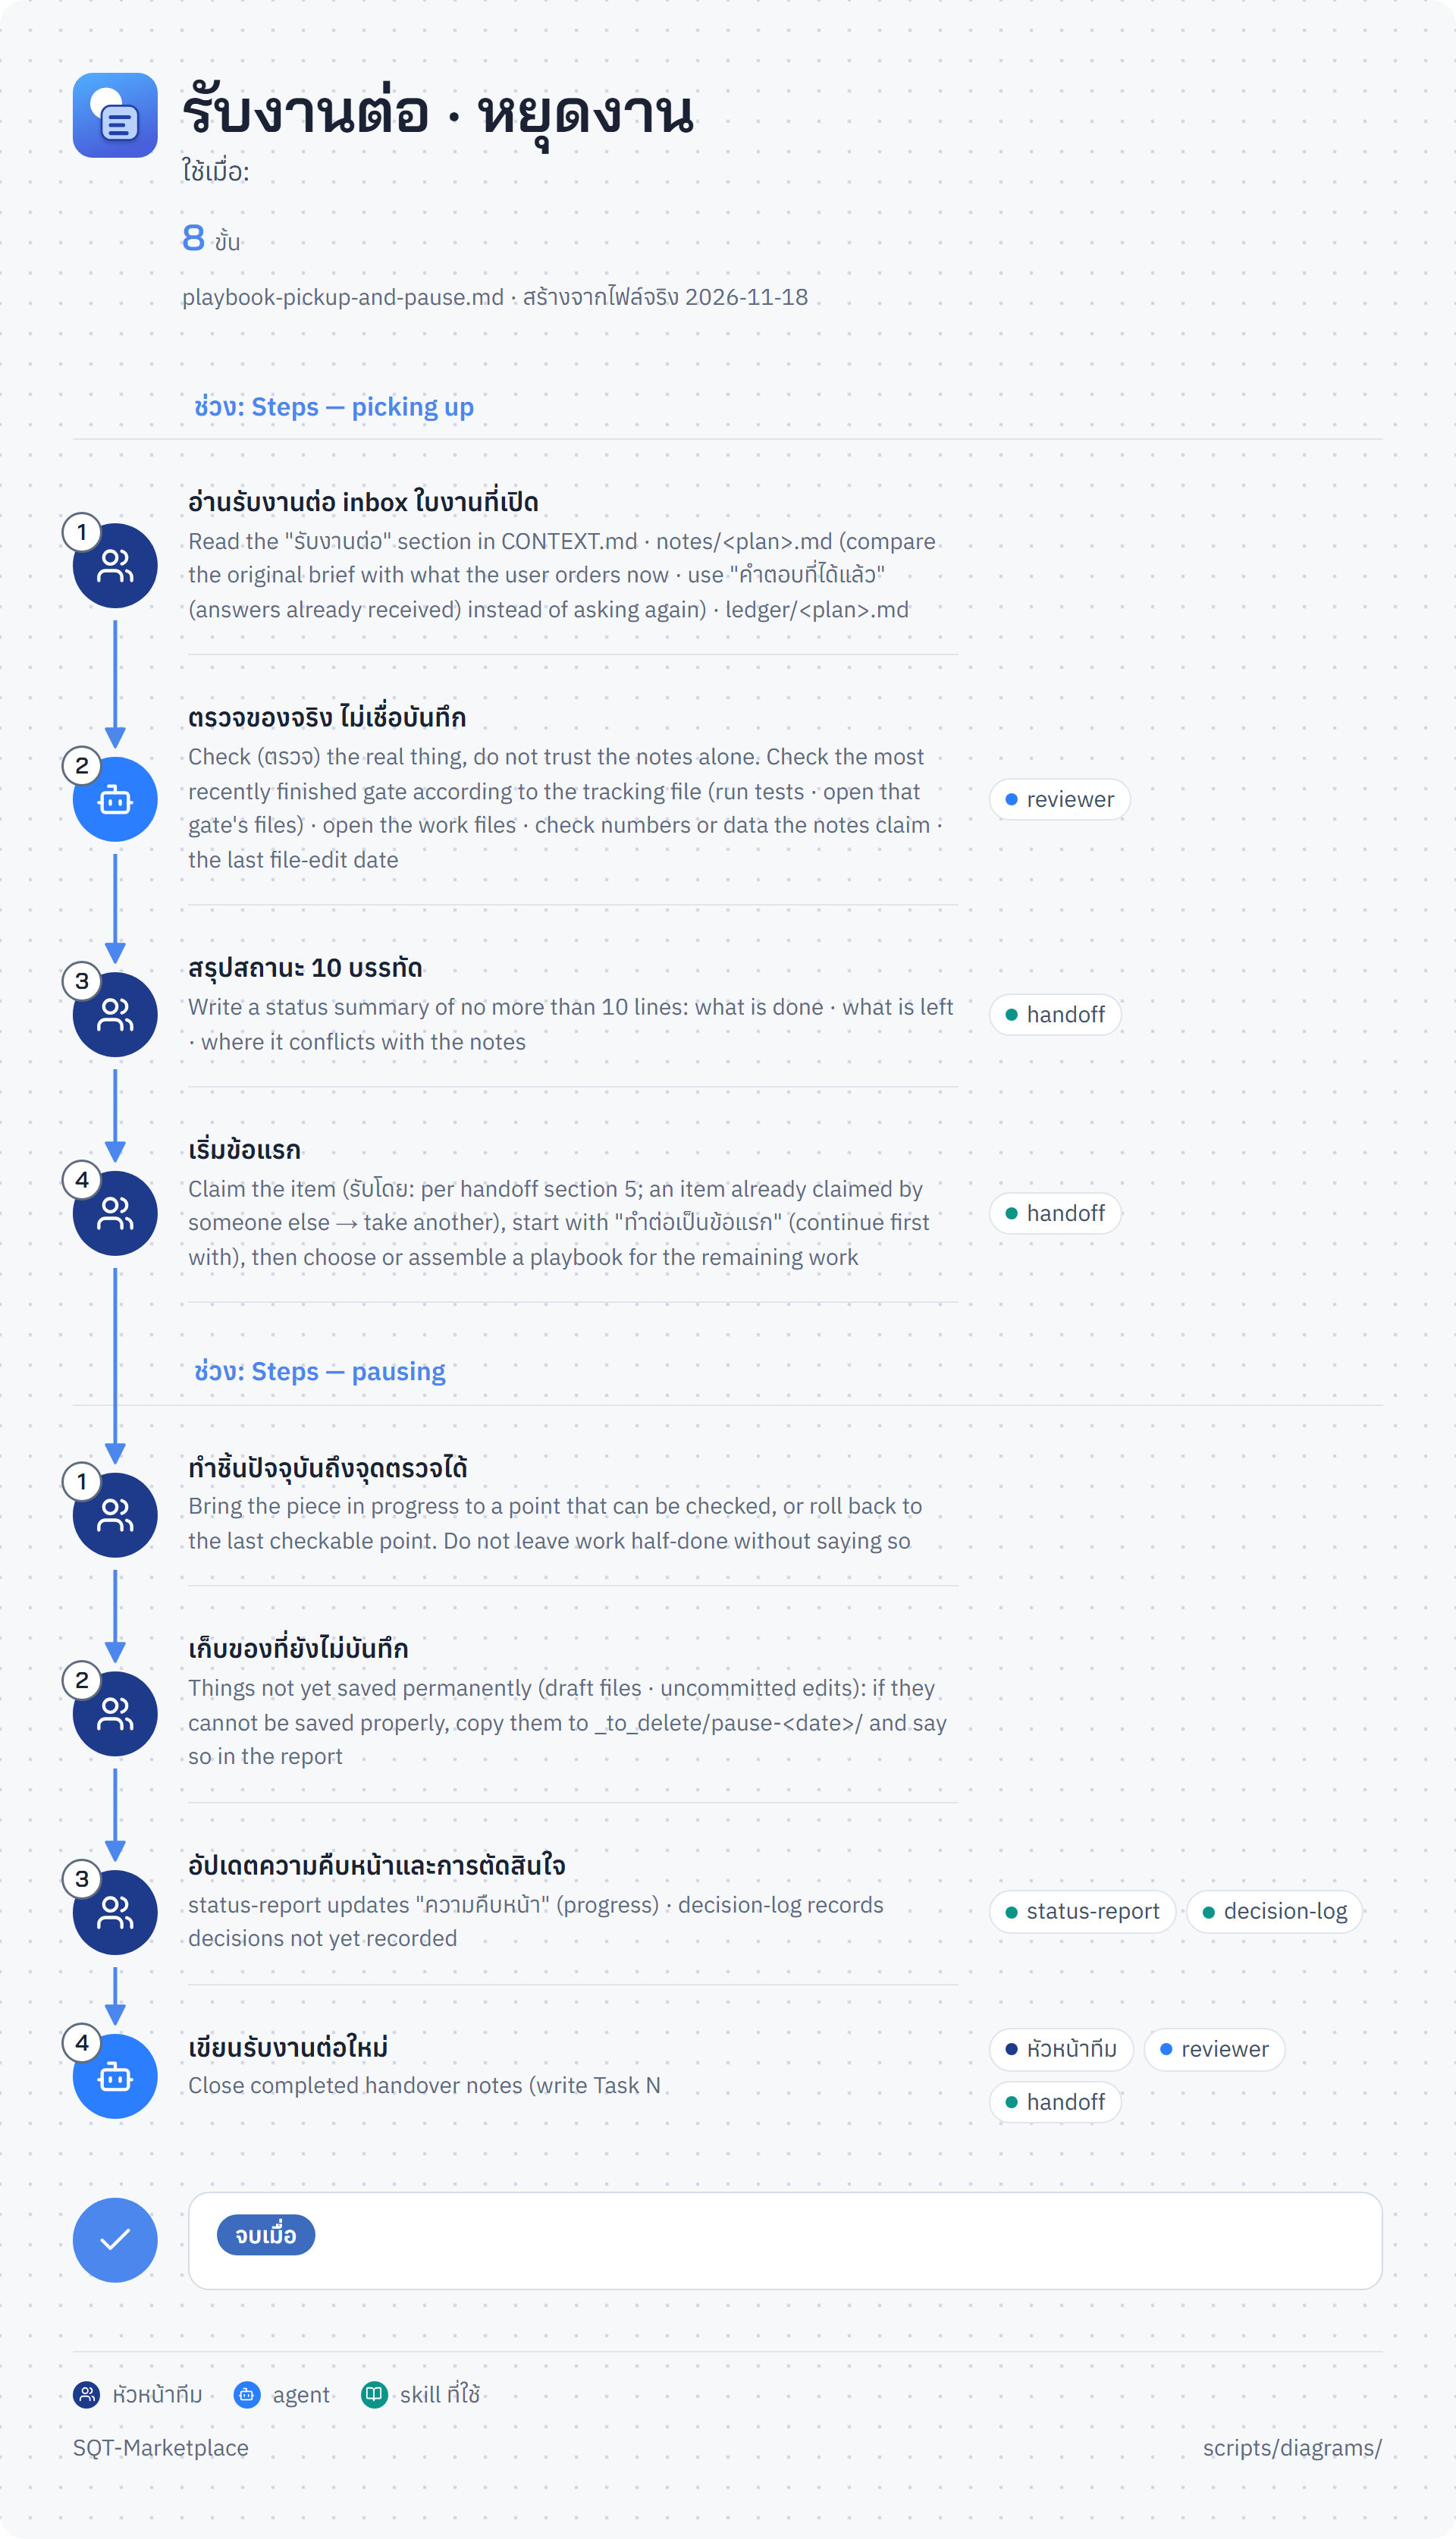 รับงานต่อ · หยุดงาน
ใช้เมื่อ:
8 ขั้น
playbook-pickup-and-pause.md · สร้างจากไฟล์จริง 2026-11-18
ช่วง: Steps — picking up
1
อ่านรับงานต่อ inbox ใบงานที่เปิด
Read the "รับงานต่อ" section in CONTEXT.md · notes/<plan>.md (compare
the original brief with what the user orders now · use "คำตอบที่ได้แล้ว"
(answers already received) instead of asking again) · ledger/<plan>.md
2
ตรวจของจริง ไม่เชื่อบันทึก
Check (ตรวจ) the real thing, do not trust the notes alone. Check the most
recently finished gate according to the tracking file (run tests · open that
gate's files) · open the work files · check numbers or data the notes claim ·
the last file-edit date
reviewer
3
สรุปสถานะ 10 บรรทัด
Write a status summary of no more than 10 lines: what is done · what is left
· where it conflicts with the notes
handoff
4
เริ่มข้อแรก
Claim the item (รับโดย: per handoff section 5; an item already claimed by
someone else → take another), start with "ทำต่อเป็นข้อแรก" (continue first
with), then choose or assemble a playbook for the remaining work
handoff
ช่วง: Steps — pausing
1
ทำชิ้นปัจจุบันถึงจุดตรวจได้
Bring the piece in progress to a point that can be checked, or roll back to
the last checkable point. Do not leave work half-done without saying so
2
เก็บของที่ยังไม่บันทึก
Things not yet saved permanently (draft files · uncommitted edits): if they
cannot be saved properly, copy them to _to_delete/pause-<date>/ and say
so in the report
3
อัปเดตความคืบหน้าและการตัดสินใจ
status-report updates "ความคืบหน้า" (progress) · decision-log records
decisions not yet recorded
status-report decision-log
4
เขียนรับงานต่อใหม่
Close completed handover notes (write Task N
หัวหน้าทีม reviewer
handoff
จบเมื่อ
หัวหน้าทีม agent skill ที่ใช้
SQT-Marketplace scripts/diagrams/